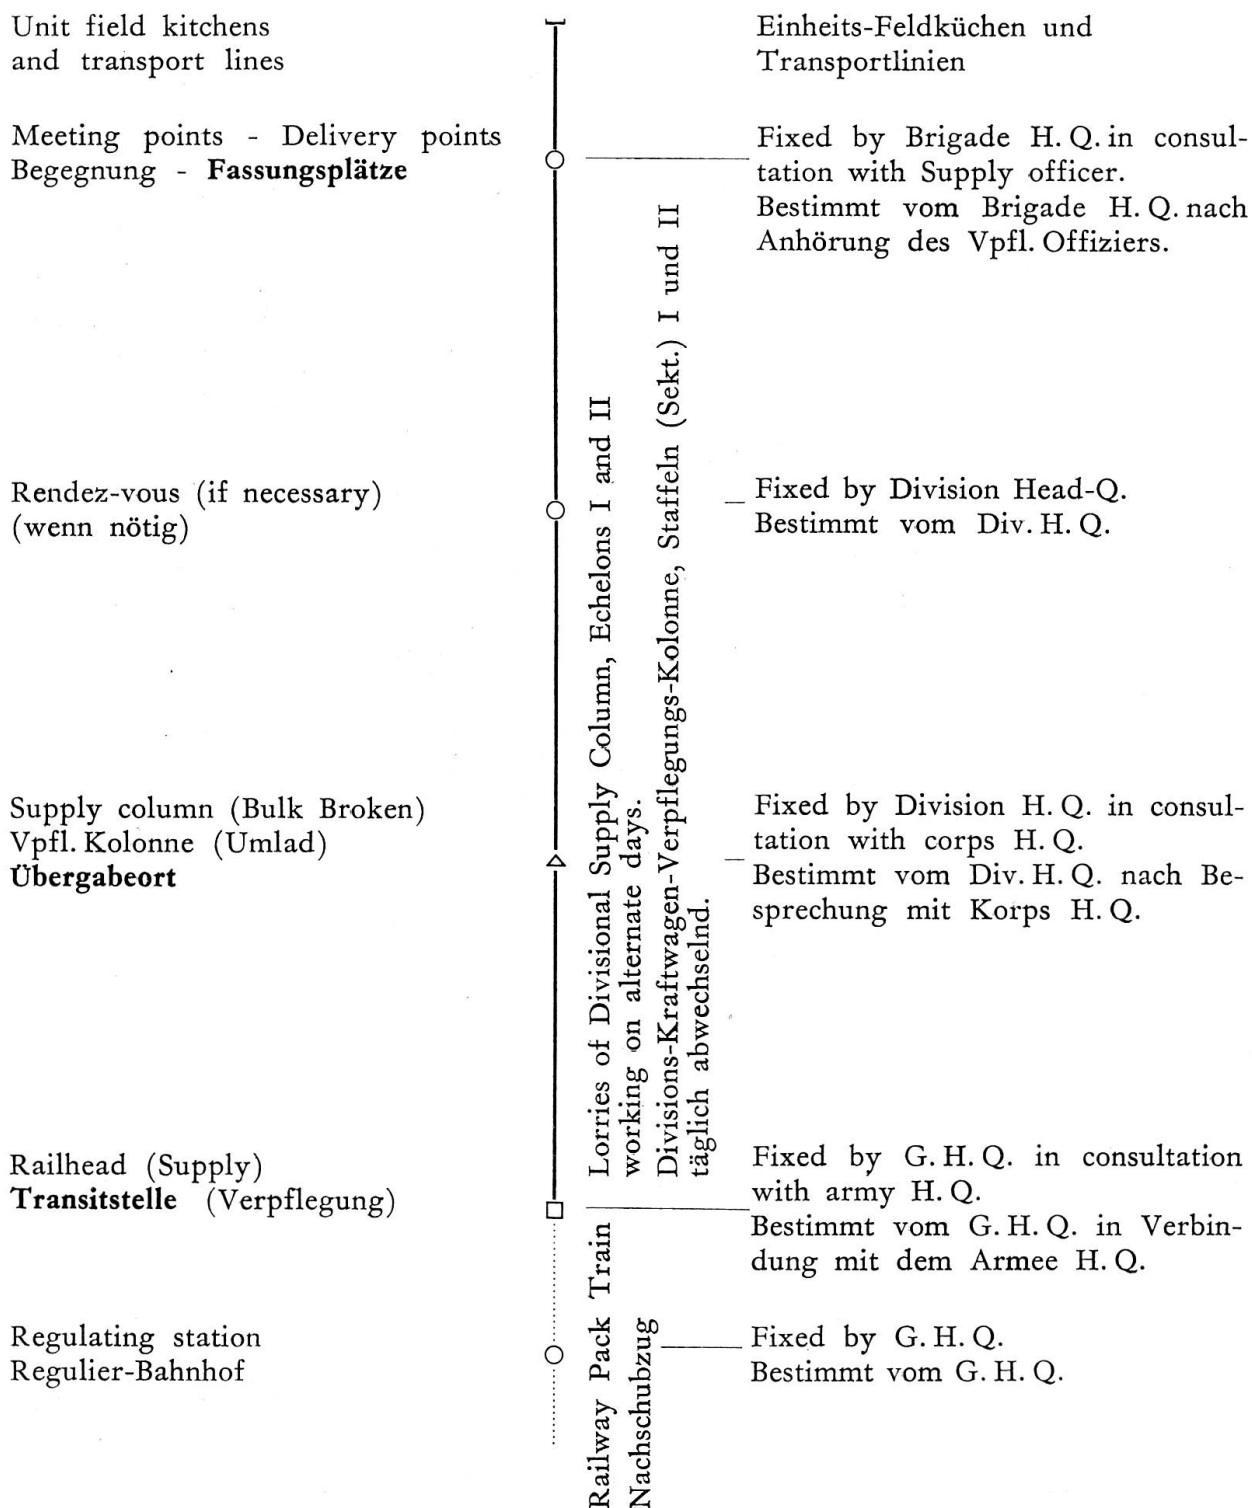 Unit field kitchens
and transport lines
Einheits-Feldküchen und
Transportlinien
Meeting points - Delivery points
Begegnung - Fassungsplätze
Fixed by Brigade H. Q. in consul-
tation with Supply officer.
Bestimmt vom Brigade H. Q. nach
Anhörung des Vpfl. Offiziers.
Rendez-vous (if necessary)
(wenn nötig)
Fixed by Division Head-Q.
Bestimmt vom Div. H. Q.
Lorries of Divisional Supply Column, Echelons I and II
working on alternate days.
Divisions-Kraftwagen-Verpflegungs-Kolonne, Staffeln (Sekt.) I und II
täglich abwechselnd.
Supply column (Bulk Broken)
Vpfl. Kolonne (Umlad)
Übergabeort
Fixed by Division H. Q. in consul-
tation with corps H. Q.
Bestimmt vom Div. H. Q. nach Be-
sprechung mit Korps H. Q.
Railhead (Supply)
Transitstelle (Verpflegung)
Fixed by G. H. Q. in consultation
with army H. Q.
Bestimmt vom G. H. Q. in Verbin-
dung mit dem Armee H. Q.
Railway Pack Train
Nachschubzug
Regulating station
Regulier-Bahnhof
Fixed by G. H. Q.
Bestimmt vom G. H. Q.